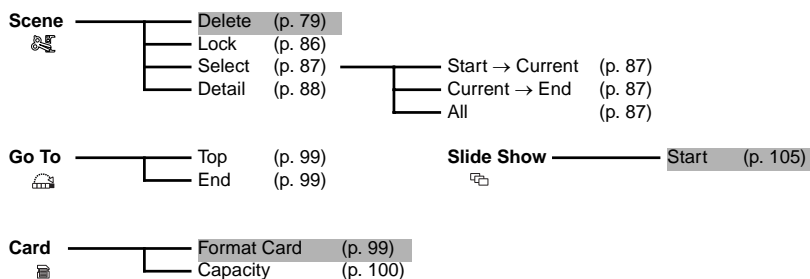 Scene Delete (p. 79)
Lock (p. 86)
Select (p. 87) Start → Current (p. 87)
Detail (p. 88) Current → End (p. 87)
All (p. 87)
Go To Top (p. 99) Slide Show Start (p. 105)
End (p. 99)
Card Format Card (p. 99)
Capacity (p. 100)